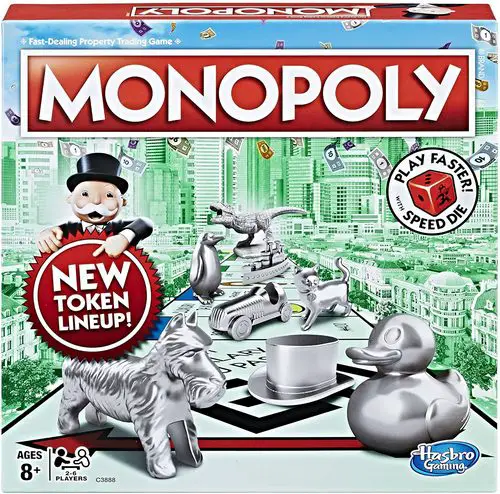 Fast-Dealing Property Trading Game
MONOPOLY
PLAY FASTER!
WITH
SPEED DIE
NEW
TOKEN
LINEUP!
AGES
8+
2-6
PLAYERS
C3888
Hasbro
Gaming